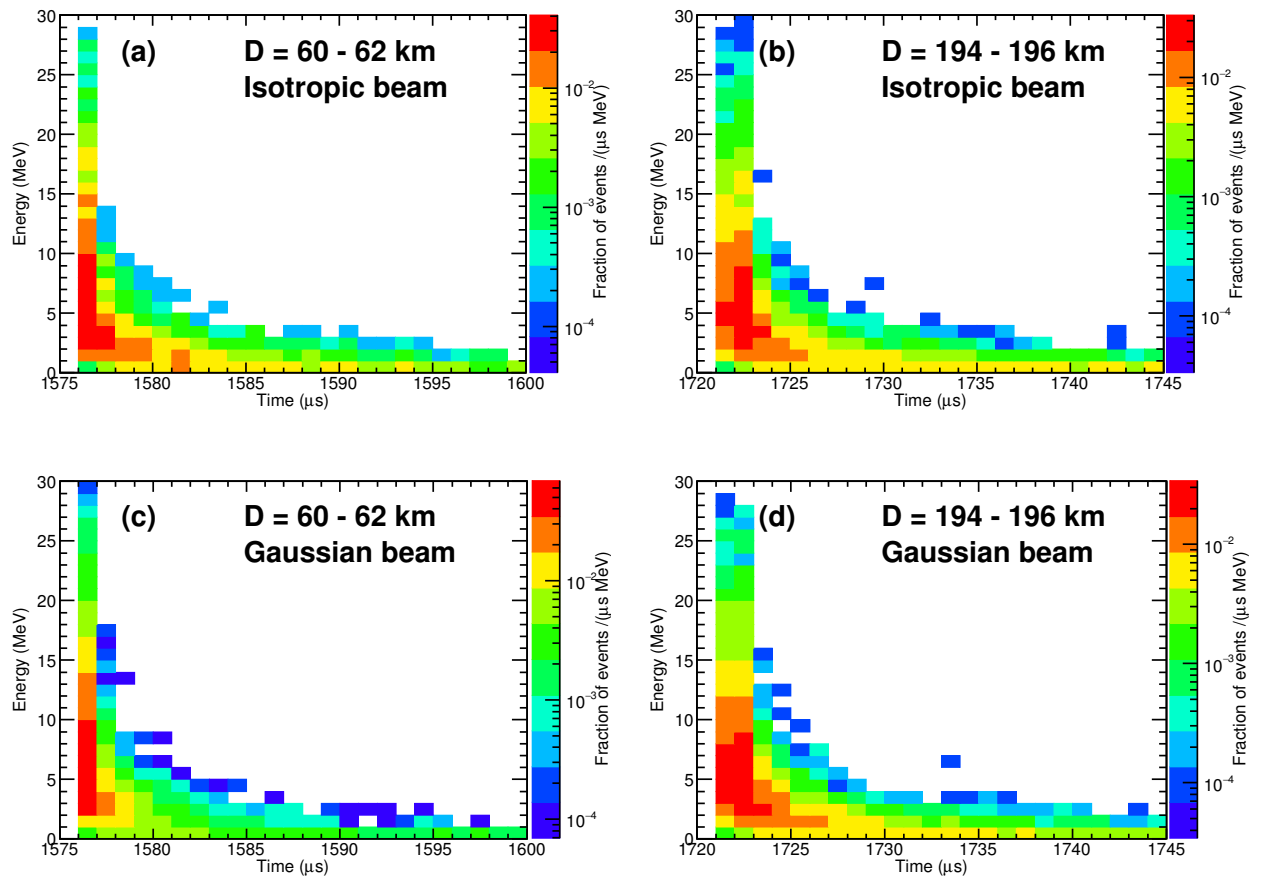 (a) D = 60 - 62 km
Isotropic beam
Energy (MeV)
30
25
20
15
10
5
0
1575 1580 1585 1590 1595 1600
Time (μs)
10⁻²
10⁻³
10⁻⁴
Fraction of events /(μs MeV)
(b) D = 194 - 196 km
Isotropic beam
Energy (MeV)
30
25
20
15
10
5
0
1720 1725 1730 1735 1740 1745
Time (μs)
10⁻²
10⁻³
10⁻⁴
Fraction of events /(μs MeV)
(c) D = 60 - 62 km
Gaussian beam
Energy (MeV)
30
25
20
15
10
5
0
1575 1580 1585 1590 1595 1600
Time (μs)
10⁻²
10⁻³
10⁻⁴
Fraction of events /(μs MeV)
(d) D = 194 - 196 km
Gaussian beam
Energy (MeV)
30
25
20
15
10
5
0
1720 1725 1730 1735 1740 1745
Time (μs)
10⁻²
10⁻³
10⁻⁴
Fraction of events /(μs MeV)